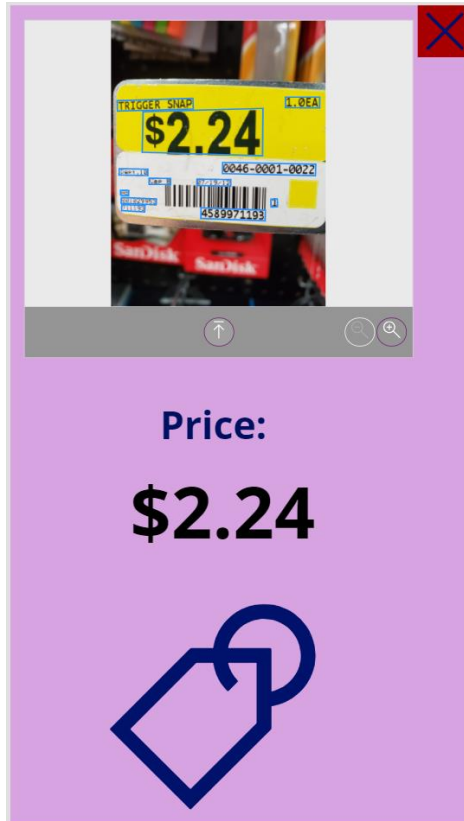 TRIGGER SNAP
1.0EA
$2.24
0046-0001-0022
4589971193
SanDisk
SanDisk
Price:
$2.24